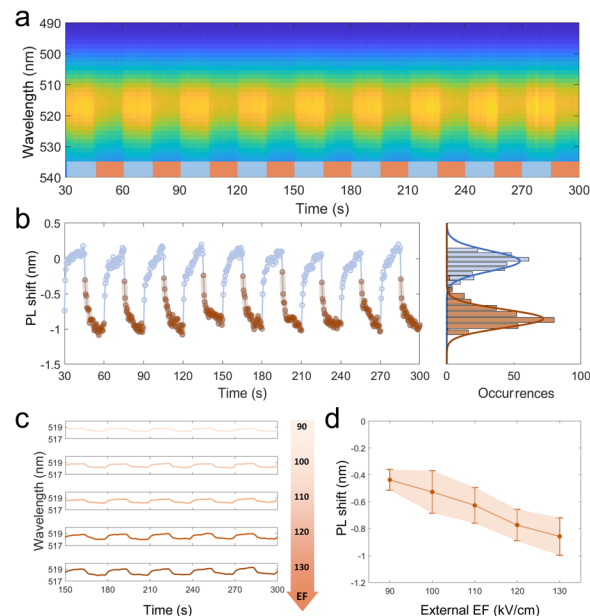 a
Wavelength (nm)
490
500
510
520
530
540
30 60 90 120 150 180 210 240 270 300
Time (s)
b
PL shift (nm)
0.5
0
-0.5
-1
-1.5
30 60 90 120 150 180 210 240 270 300
Time (s)
0 50 100
Occurrences
c
Wavelength (nm)
519
517
519
517
519
517
519
517
519
517
150 180 210 240 270 300
Time (s)
90
100
110
120
130
EF
d
PL shift (nm)
0
-0.2
-0.4
-0.6
-0.8
-1
-1.2
90 100 110 120 130
External EF (kV/cm)